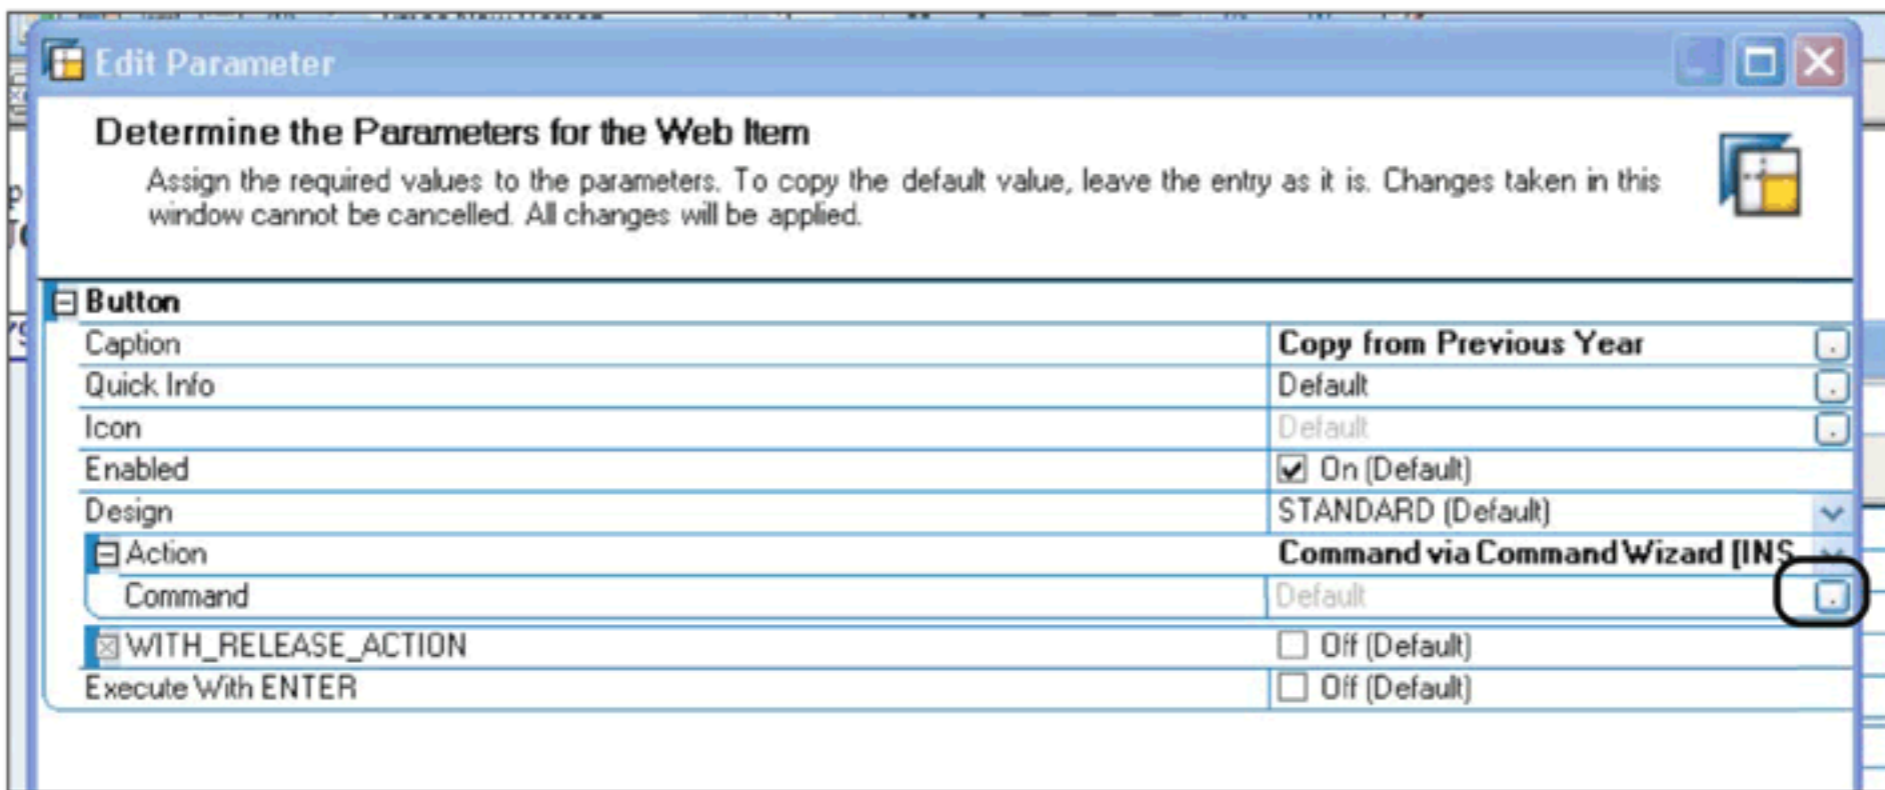 Edit Parameter
Determine the Parameters for the Web Item
Assign the required values to the parameters. To copy the default value, leave the entry as it is. Changes taken in this
window cannot be cancelled. All changes will be applied.
Button
Caption Copy from Previous Year
Quick Info Default
Icon Default
Enabled On (Default)
Design STANDARD (Default)
Action Command via Command Wizard [INS
Command Default
WITH_RELEASE_ACTION Off (Default)
Execute With ENTER Off (Default)